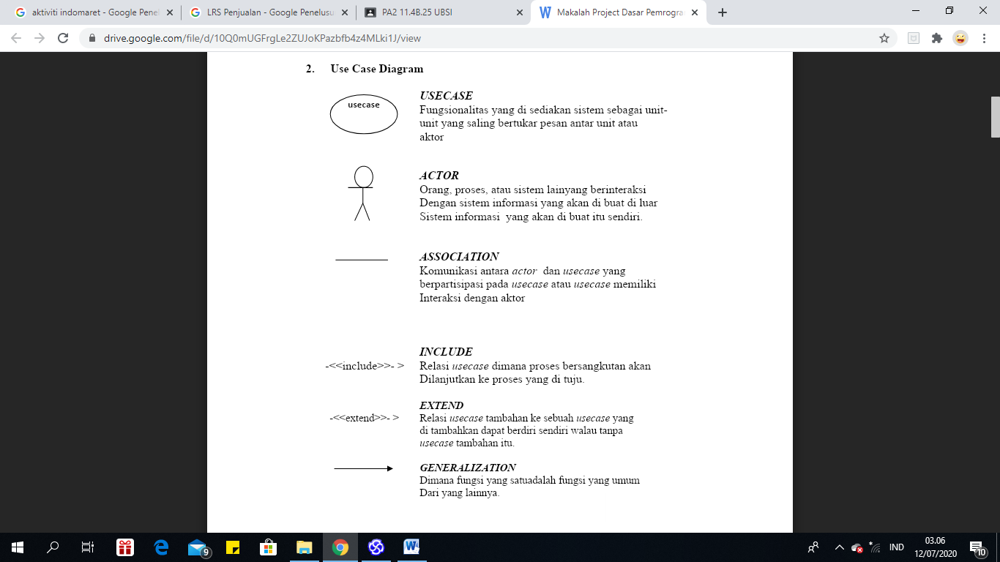 aktiviti indomaret - Google Penel
LRS Penjualan - Google Penelusu
PA2 11.4B.25 UBSI
Makalah Project Dasar Pemrogra
drive.google.com/file/d/10Q0mUGFrgLe2ZUJoKPazbfb4z4MLki1J/view
2. Use Case Diagram
usecase
USECASE
Fungsionalitas yang di sediakan sistem sebagai unit-
unit yang saling bertukar pesan antar unit atau
aktor
ACTOR
Orang, proses, atau sistem lainyang berinteraksi
Dengan sistem informasi yang akan di buat di luar
Sistem informasi yang akan di buat itu sendiri.
ASSOCIATION
Komunikasi antara actor dan usecase yang
berpartisipasi pada usecase atau usecase memiliki
Interaksi dengan aktor
INCLUDE
-<<include>>- > Relasi usecase dimana proses bersangkutan akan
Dilanjutkan ke proses yang di tuju.
EXTEND
-<<extend>>- > Relasi usecase tambahan ke sebuah usecase yang
di tambahkan dapat berdiri sendiri walau tanpa
usecase tambahan itu.
GENERALIZATION
Dimana fungsi yang satuadalah fungsi yang umum
Dari yang lainnya.
9
IND
03.06
12/07/2020
10